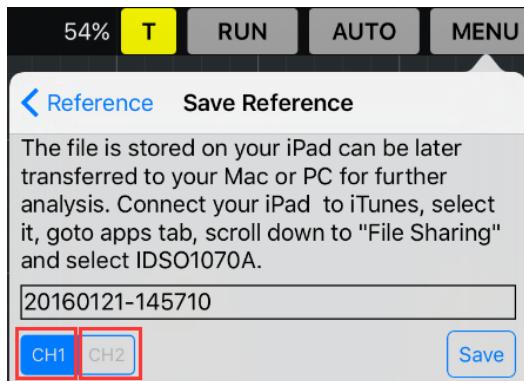 54% T RUN AUTO MENU
Reference Save Reference
The file is stored on your iPad can be later
transferred to your Mac or PC for further
analysis. Connect your iPad to iTunes, select
it, goto apps tab, scroll down to "File Sharing"
and select IDSO1070A.
20160121-145710
CH1 CH2 Save